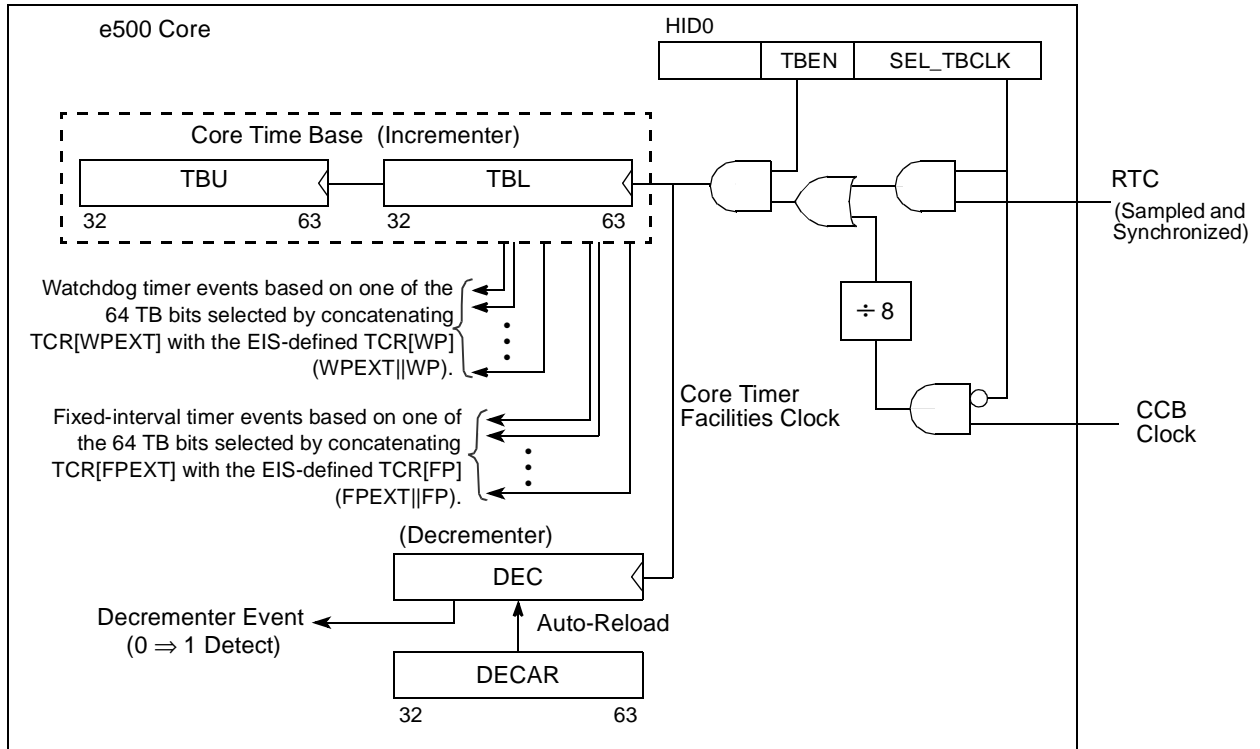 e500 Core
HID0
TBEN
SEL_TBCLK
Core Time Base (Incrementer)
TBU
TBL
32
63
32
63
RTC
(Sampled and
Synchronized)
Watchdog timer events based on one of the
64 TB bits selected by concatenating
TCR[WPEXT] with the EIS-defined TCR[WP]
(WPEXT||WP).
÷ 8
Core Timer
Facilities Clock
CCB
Clock
Fixed-interval timer events based on one of
the 64 TB bits selected by concatenating
TCR[FPEXT] with the EIS-defined TCR[FP]
(FPEXT||FP).
(Decrementer)
DEC
Decrementer Event
(0 ⇒ 1 Detect)
Auto-Reload
DECAR
32
63